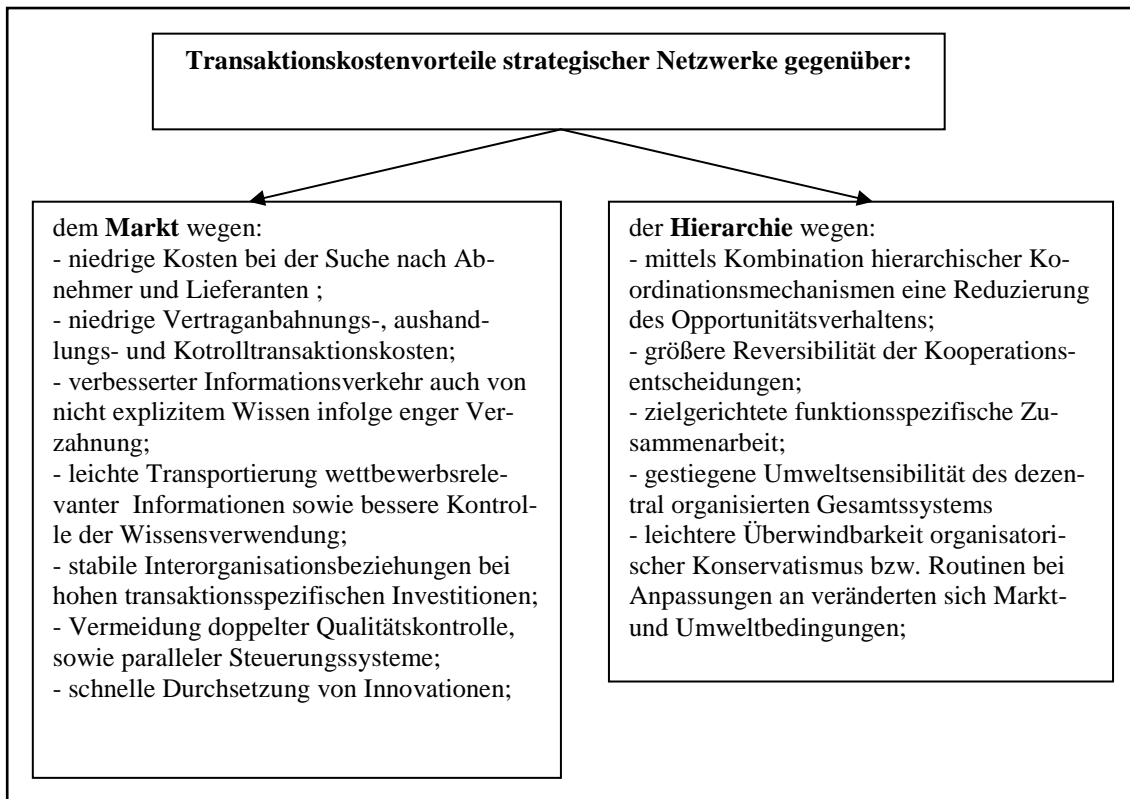 Transaktionskostenvorteile strategischer Netzwerke gegenüber:
dem Markt wegen:
- niedrige Kosten bei der Suche nach Ab-
nehmer und Lieferanten ;
- niedrige Vertraganbahnungs-, aushand-
lungs- und Kotrolltransaktionskosten;
- verbesserter Informationsverkehr auch von
nicht explizitem Wissen infolge enger Ver-
zahnung;
- leichte Transportierung wettbewerbsrele-
vanter Informationen sowie bessere Kontrol-
le der Wissensverwendung;
- stabile Interorganisationsbeziehungen bei
hohen transaktionsspezifischen Investitionen;
- Vermeidung doppelter Qualitätskontrolle,
sowie paralleler Steuerungssysteme;
- schnelle Durchsetzung von Innovationen;
der Hierarchie wegen:
- mittels Kombination hierarchischer Ko-
ordinationsmechanismen eine Reduzierung
des Opportunitätsverhaltens;
- größere Reversibilität der Kooperations-
entscheidungen;
- zielgerichtete funktionsspezifische Zu-
sammenarbeit;
- gestiegene Umweltsensibilität des dezen-
tral organisierten Gesamtssystems
- leichtere Überwindbarkeit organisatori-
scher Konservatismus bzw. Routinen bei
Anpassungen an veränderten sich Markt-
und Umweltbedingungen;